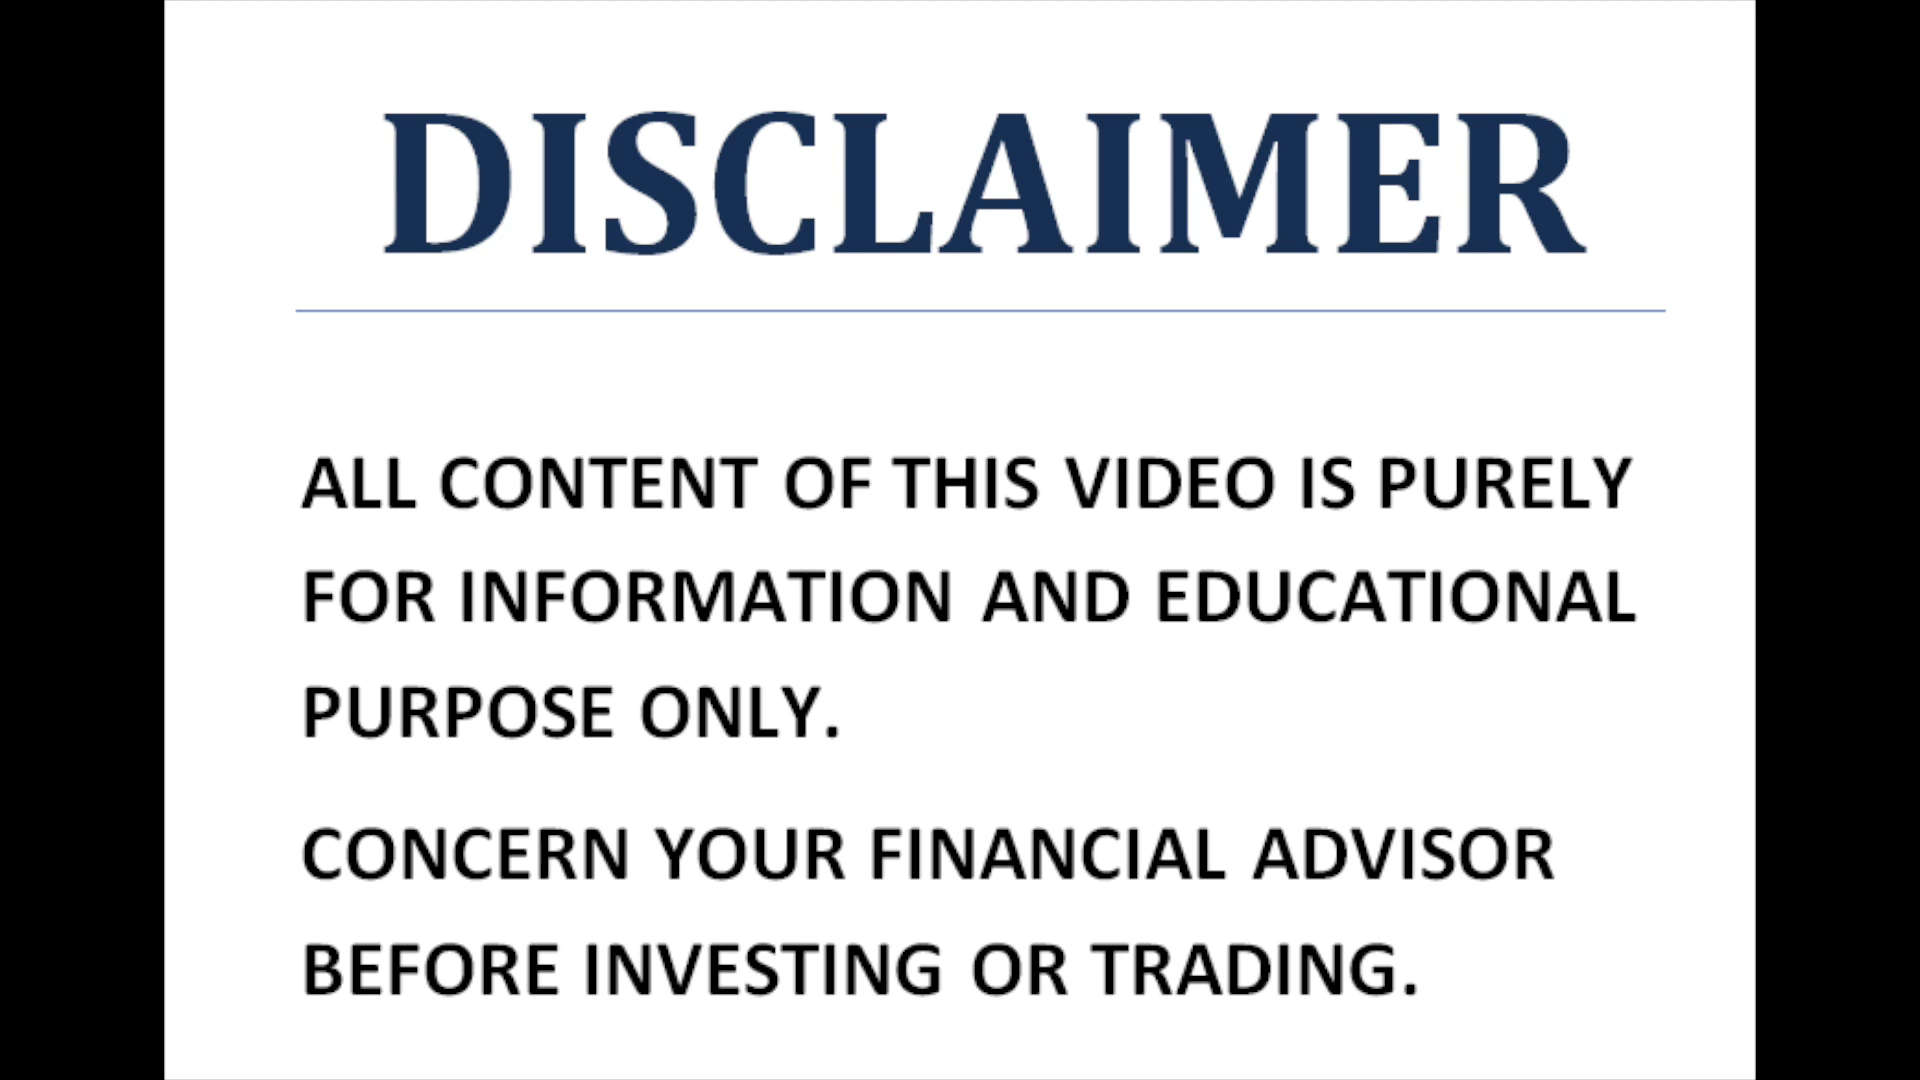 DISCLAIMER
ALL CONTENT OF THIS VIDEO IS PURELY
FOR INFORMATION AND EDUCATIONAL
PURPOSE ONLY.
CONCERN YOUR FINANCIAL ADVISOR
BEFORE INVESTING OR TRADING.